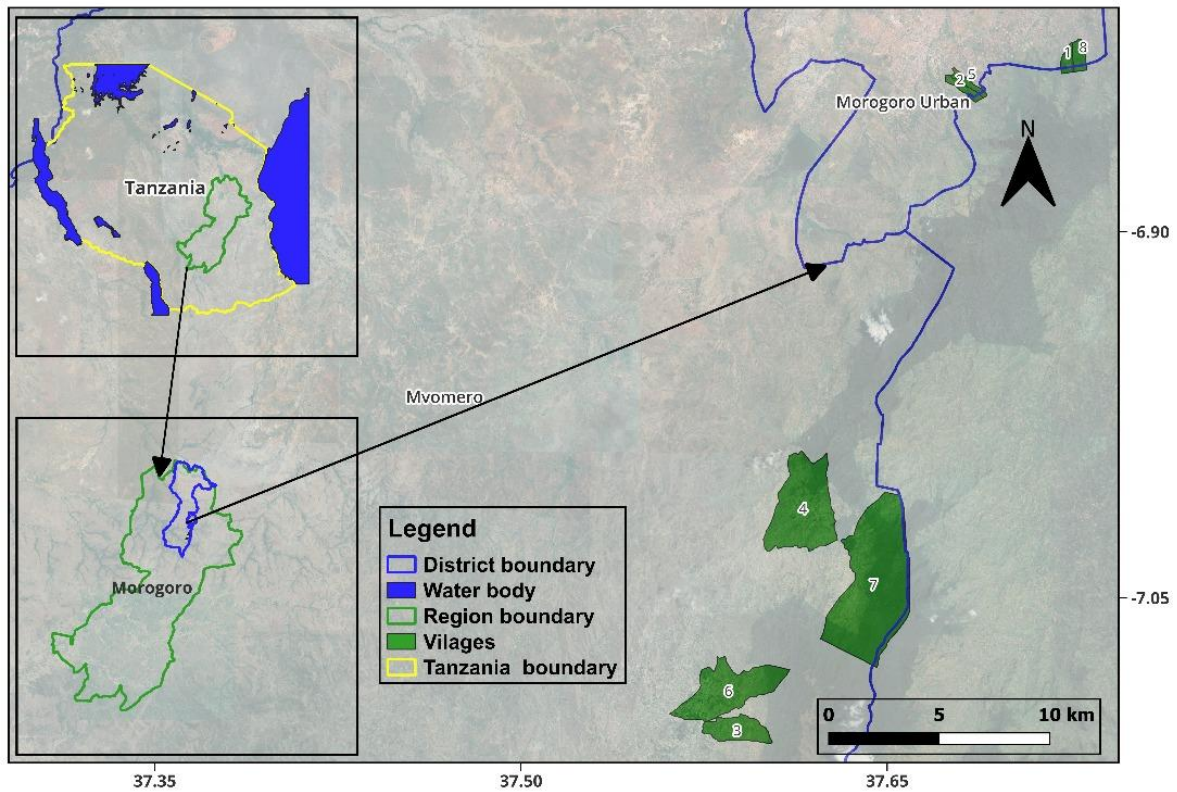 1 8
2 5
Morogoro Urban
N
Tanzania
-6.90
Mvomero
4
Legend
District boundary
Water body
Region boundary
Vilages
Tanzania boundary
Morogoro
7
-7.05
6
3
0 5 10 km
37.35 37.50 37.65